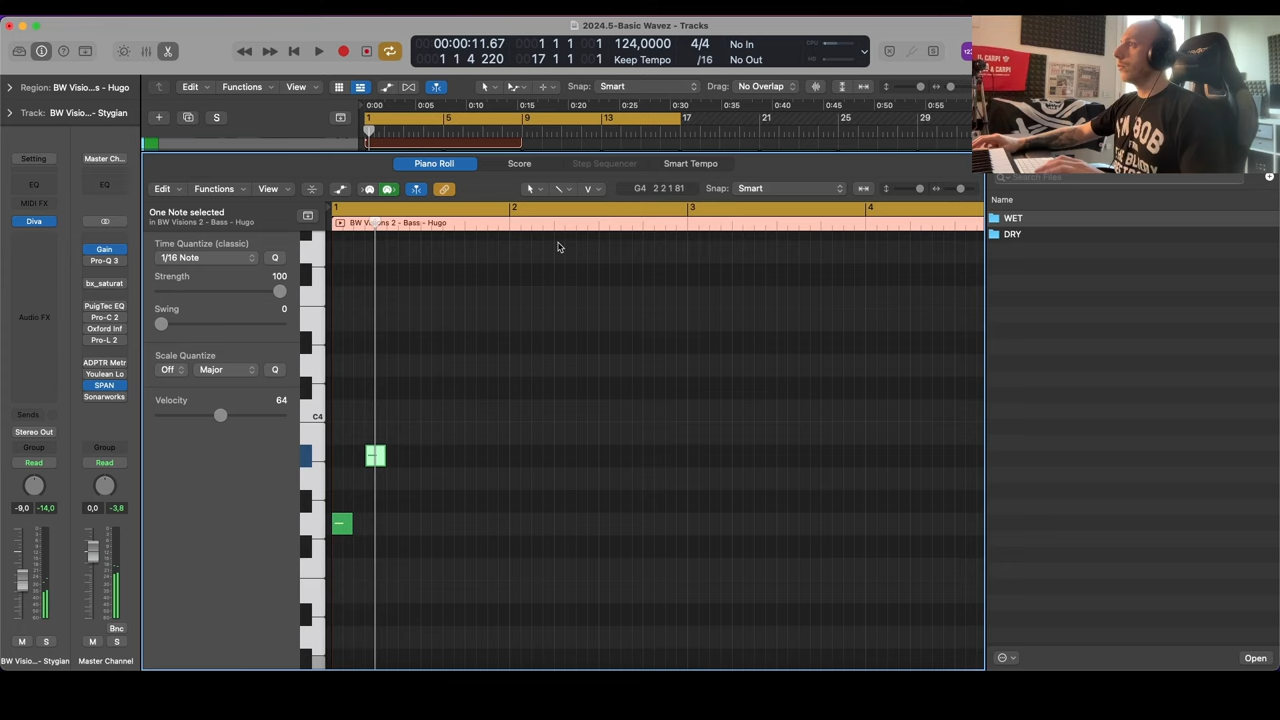 2024.5-Basic Wavez - Tracks
00:00:11.67
1 1 4 220
1 1 1 001
17 1 1 1
124,0000
Keep Tempo
4/4
/16
No In
No Out
CPU
HD
Region: BW Visio...s - Hugo
Track: BW Visio...- Stygian
Edit
Functions
View
Snap: Smart
Drag: No Overlap
S
0:00 0:05 0:10 0:15 0:20 0:25 0:30 0:35 0:40 0:45 0:50 0:55
1 5 9 13 17 21 25 29
Piano Roll
Score
Step Sequencer
Smart Tempo
Edit
Functions
View
G4 2 2 1 81
Snap: Smart
One Note selected
in BW Visions 2 - Bass - Hugo
1 2 3 4
BW Visions 2 - Bass - Hugo
Time Quantize (classic)
1/16 Note
Q
Strength 100
Swing 0
Scale Quantize
Off
Major
Q
Velocity 64
C4
Setting
EQ
MIDI FX
Diva
Audio FX
Sends
Stereo Out
Group
Read
-9,0 -14,0
M S
BW Visio...- Stygian
Master Ch...
EQ
Gain
Pro-Q 3
bx_saturat
PuigTec EQ
Pro-C 2
Oxford Inf
Pro-L 2
ADPTR Metr
Youlean Lo
SPAN
Sonarworks
Group
Read
0,0 -3,8
Bnc
M S
Master Channel
I'M BOB
FROM
THE BLOODY
Search Files
Name
WET
DRY
Open